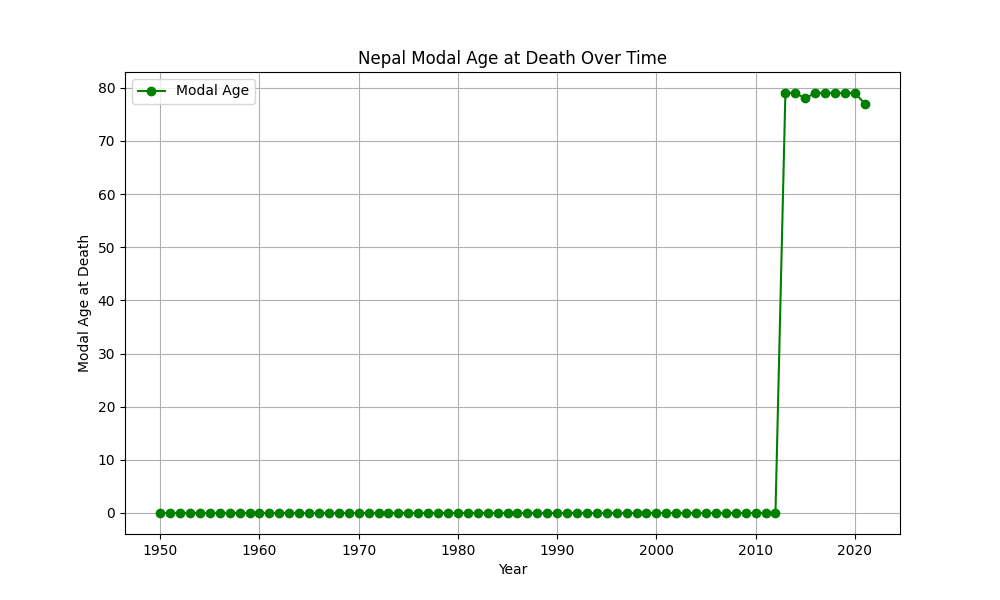 Nepal Modal Age at Death Over Time
Modal Age
Modal Age at Death
80
70
60
50
40
30
20
10
0
1950 1960 1970 1980 1990 2000 2010 2020
Year